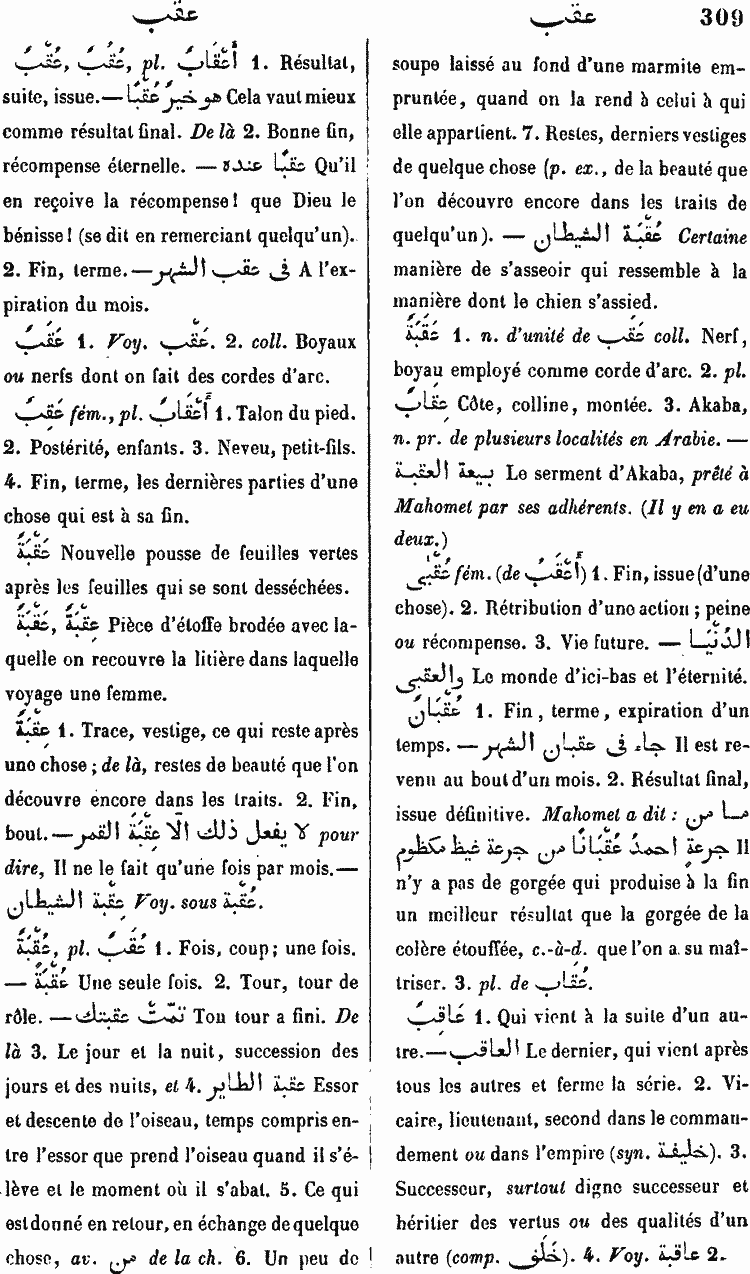 عقب
عقب 309
عُقْبٌ, عُقُبٌ, pl. أَعْقَابٌ 1. Résultat,
suite, issue.— هو خيرٌ عُقْبًا Cela vaut mieux
comme résultat final. De là 2. Bonne fin,
récompense éternelle. — عقبًا عنده Qu'il
en reçoive la récompense! que Dieu le
bénisse! (se dit en remerciant quelqu'un).
2. Fin, terme.— فى عقب الشهر A l'ex-
piration du mois.
عَقَبٌ 1. Voy. عَقْب. 2. coll. Boyaux
ou nerfs dont on fait des cordes d'arc.
عَقِبٌ fém., pl. أَعْقَابٌ 1. Talon du pied.
2. Postérité, enfants. 3. Neveu, petit-fils.
4. Fin, terme, les dernières parties d'une
chose qui est à sa fin.
عَقْبَةٌ Nouvelle pousse de feuilles vertes
après les feuilles qui se sont desséchées.
عِقْبَةٌ, عَقْبَةٌ Pièce d'étoffe brodée avec la-
quelle on recouvre la litière dans laquelle
voyage une femme.
عِقْبَةٌ 1. Trace, vestige, ce qui reste après
une chose; de là, restes de beauté que l'on
découvre encore dans les traits. 2. Fin,
bout.— لا يفعل ذلك الّا عِقْبَةَ القمر pour
dire, Il ne le fait qu'une fois par mois.—
عقبة الشيطان Voy. sous عُقْبة.
عُقْبَةٌ, pl. عُقَبٌ 1. Fois, coup; une fois.
— عُقْبَةً Une seule fois. 2. Tour, tour de
rôle. — تمّت عقبتك Ton tour a fini. De
là 3. Le jour et la nuit, succession des
jours et des nuits, et 4. عقبة الطاير Essor
et descente de l'oiseau, temps compris en-
tre l'essor que prend l'oiseau quand il s'é-
lève et le moment où il s'abat. 5. Ce qui
est donné en retour, en échange de quelque
chose, av. من de la ch. 6. Un peu de
soupe laissé au fond d'une marmite em-
pruntée, quand on la rend à celui à qui
elle appartient. 7. Restes, derniers vestiges
de quelque chose (p. ex., de la beauté que
l'on découvre encore dans les traits de
quelqu'un). — عُقْبَة الشيطان Certaine
manière de s'asseoir qui ressemble à la
manière dont le chien s'assied.
عَقَبَةٌ 1. n. d'unité de عَقَب coll. Nerf,
boyau employé comme corde d'arc. 2. pl.
عِقَابٌ Côte, colline, montée. 3. Akaba,
n. pr. de plusieurs localités en Arabie. —
بيعة العقبة Le serment d'Akaba, prêté à
Mahomet par ses adhérents. (Il y en a eu
deux.)
عُقْبَى fém. (de أَعْقَبُ) 1. Fin, issue (d'une
chose). 2. Rétribution d'une action; peine
ou récompense. 3. Vie future. — الدُنْيَا
والعقبى Le monde d'ici-bas et l'éternité.
عُقْبَانٌ 1. Fin, terme, expiration d'un
temps. — جاء فى عقبان الشهر Il est re-
venu au bout d'un mois. 2. Résultat final,
issue définitive. Mahomet a dit : ما من
جرعةٍ احمدُ عُقْبَانًا من جرعة غيظ مكظوم Il
n'y a pas de gorgée qui produise à la fin
un meilleur résultat que la gorgée de la
colère étouffée, c.-à-d. que l'on a su maî-
triser. 3. pl. de عُقَاب.
عَاقِبٌ 1. Qui vient à la suite d'un au-
tre.— العاقب Le dernier, qui vient après
tous les autres et ferme la série. 2. Vi-
caire, lieutenant, second dans le comman-
dement ou dans l'empire (syn. خليفة). 3.
Successeur, surtout digne successeur et
héritier des vertus ou des qualités d'un
autre (comp. خَلَف). 4. Voy. عاقبة 2.